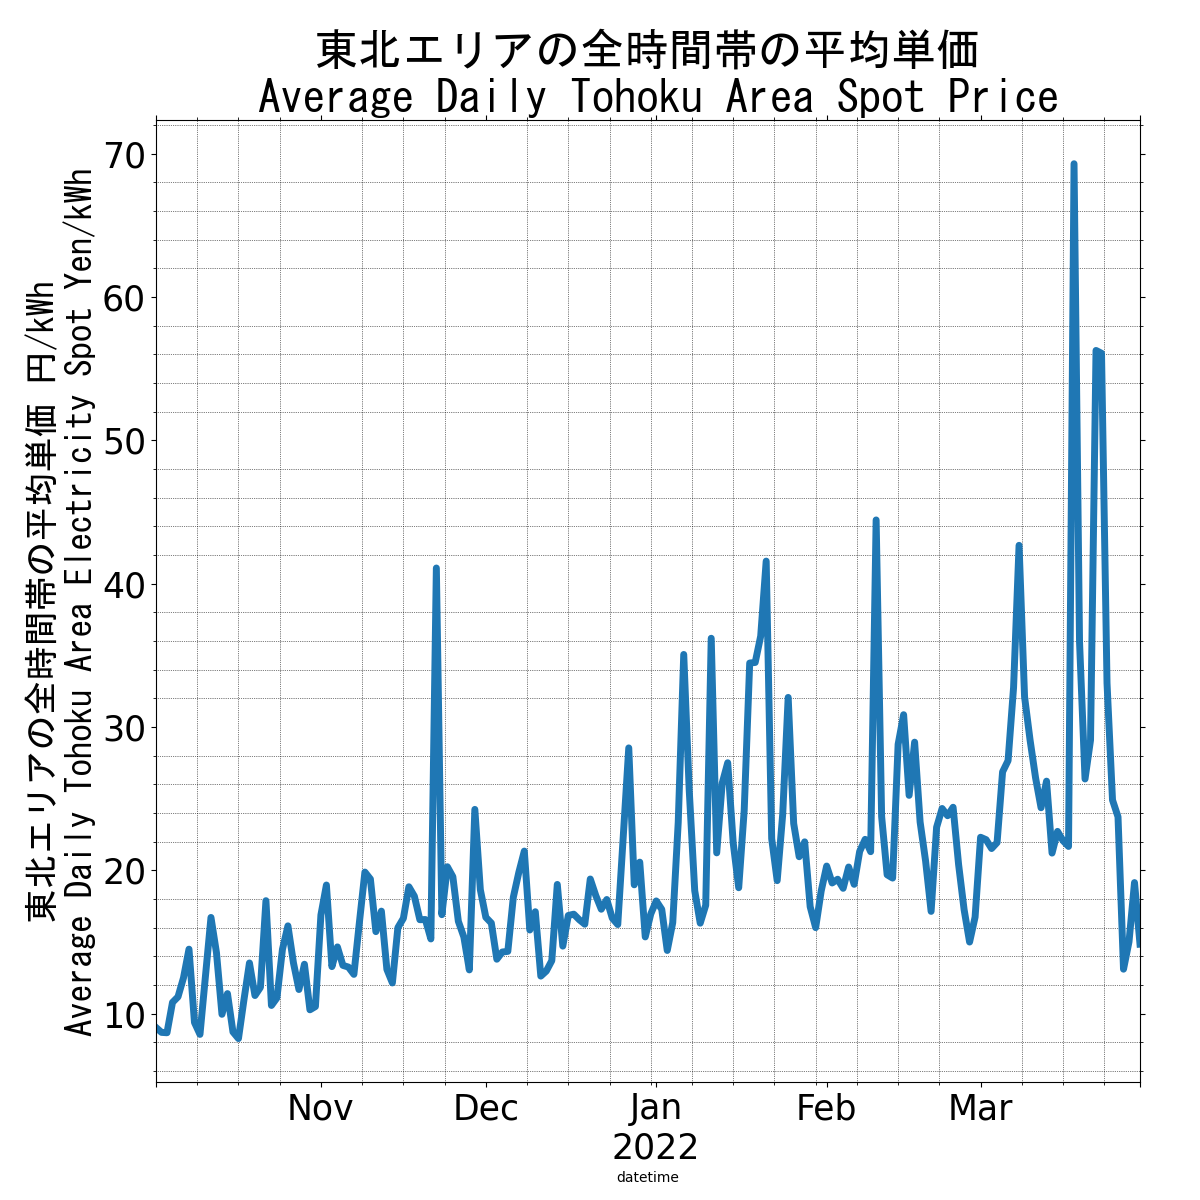 東北エリアの全時間帯の平均単価
Average Daily Tohoku Area Spot Price
東北エリアの全時間帯の平均単価 円/kWh
Average Daily Tohoku Area Electricity Spot Yen/kWh
70
60
50
40
30
20
10
Nov
Dec
Jan
2022
Feb
Mar
datetime